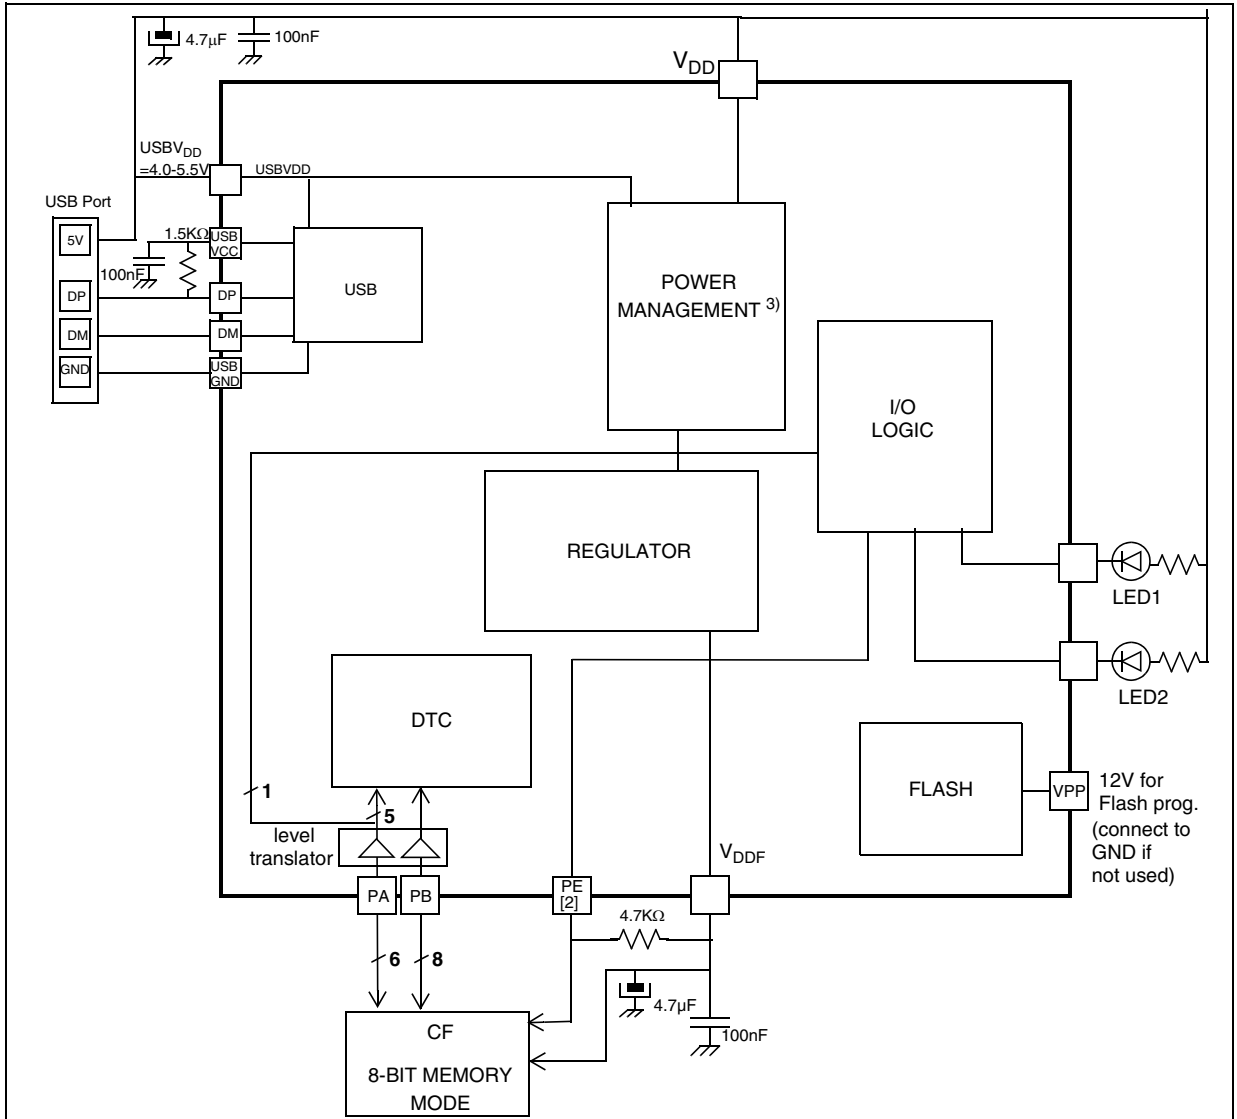 4.7µF
100nF
VDD
USBVDD
=4.0-5.5V
USBVDD
USB Port
5V
1.5KΩ
USB
VCC
100nF
DP
DP
DM
DM
GND
USB
GND
USB
POWER
MANAGEMENT 3)
I/O
LOGIC
REGULATOR
LED1
LED2
DTC
FLASH
VPP
12V for
Flash prog.
(connect to
GND if
not used)
1
5
level
translator
VDDF
PA
PB
PE
[2]
4.7KΩ
6
8
4.7µF
100nF
CF
8-BIT MEMORY
MODE